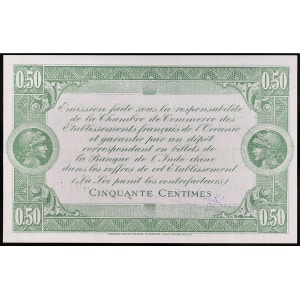 0.50 0.50
Emission faite sous la responsabilité
de la Chambre de Commerce des
Etablissements français de l'Océanie
et garantie par un dépôt
correspondant en billets de
la Banque de l'Indo-chine
dans les coffres de cet Etablissement.
(La Loi punit les contrefacteurs)
CINQUANTE CENTIMES
0.50 0.50